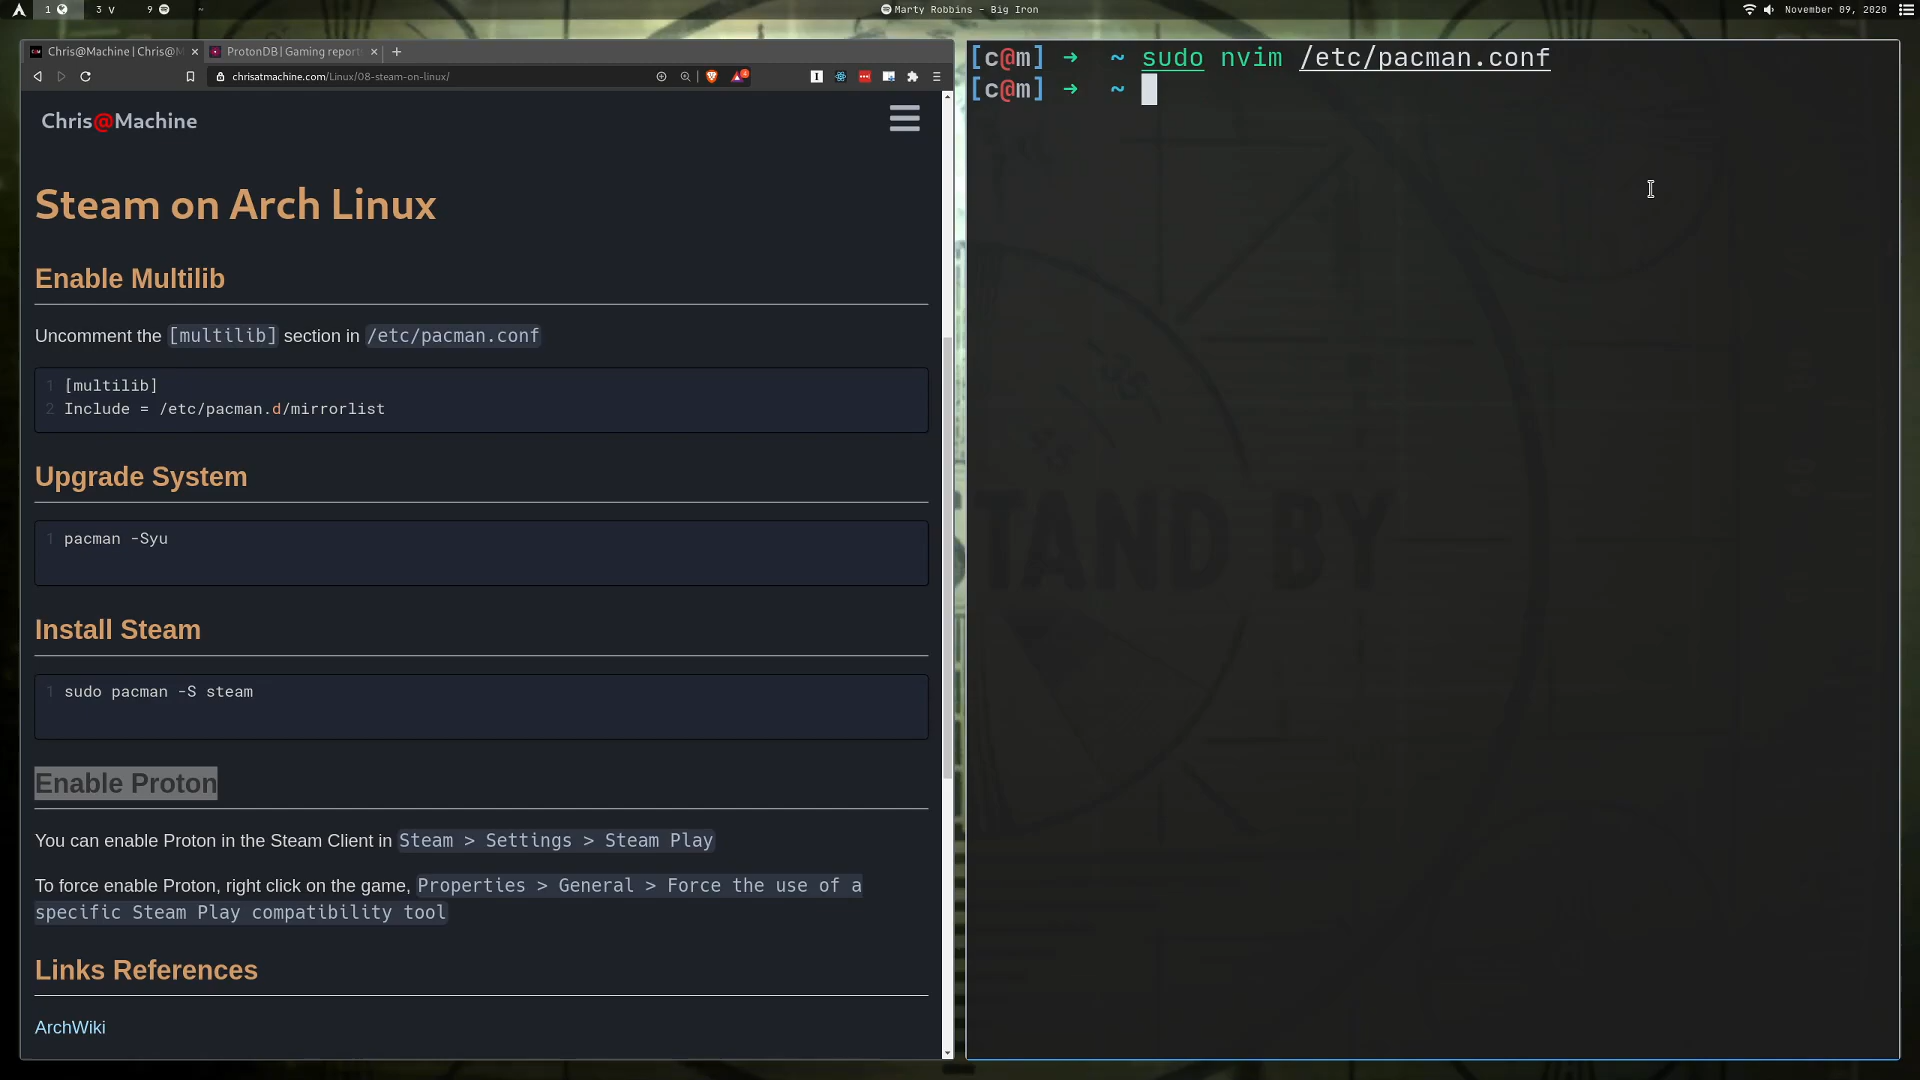 1
3 V
9
~
Marty Robbins - Big Iron
November 09, 2020
Chris@Machine | Chris@M
ProtonDB | Gaming report
chrisatmachine.com/Linux/08-steam-on-linux/
Chris@Machine
Steam on Arch Linux
Enable Multilib
Uncomment the [multilib] section in /etc/pacman.conf
1 [multilib]
2 Include = /etc/pacman.d/mirrorlist
Upgrade System
1 pacman -Syu
Install Steam
1 sudo pacman -S steam
Enable Proton
You can enable Proton in the Steam Client in Steam > Settings > Steam Play
To force enable Proton, right click on the game, Properties > General > Force the use of a
specific Steam Play compatibility tool
Links References
ArchWiki
[c@m] → ~ sudo nvim /etc/pacman.conf
[c@m] → ~
STAND BY